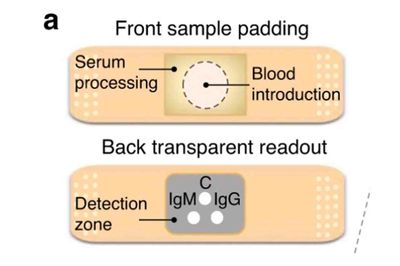 a
Front sample padding
Serum
processing
Blood
introduction
Back transparent readout
C
IgM IgG
Detection
zone